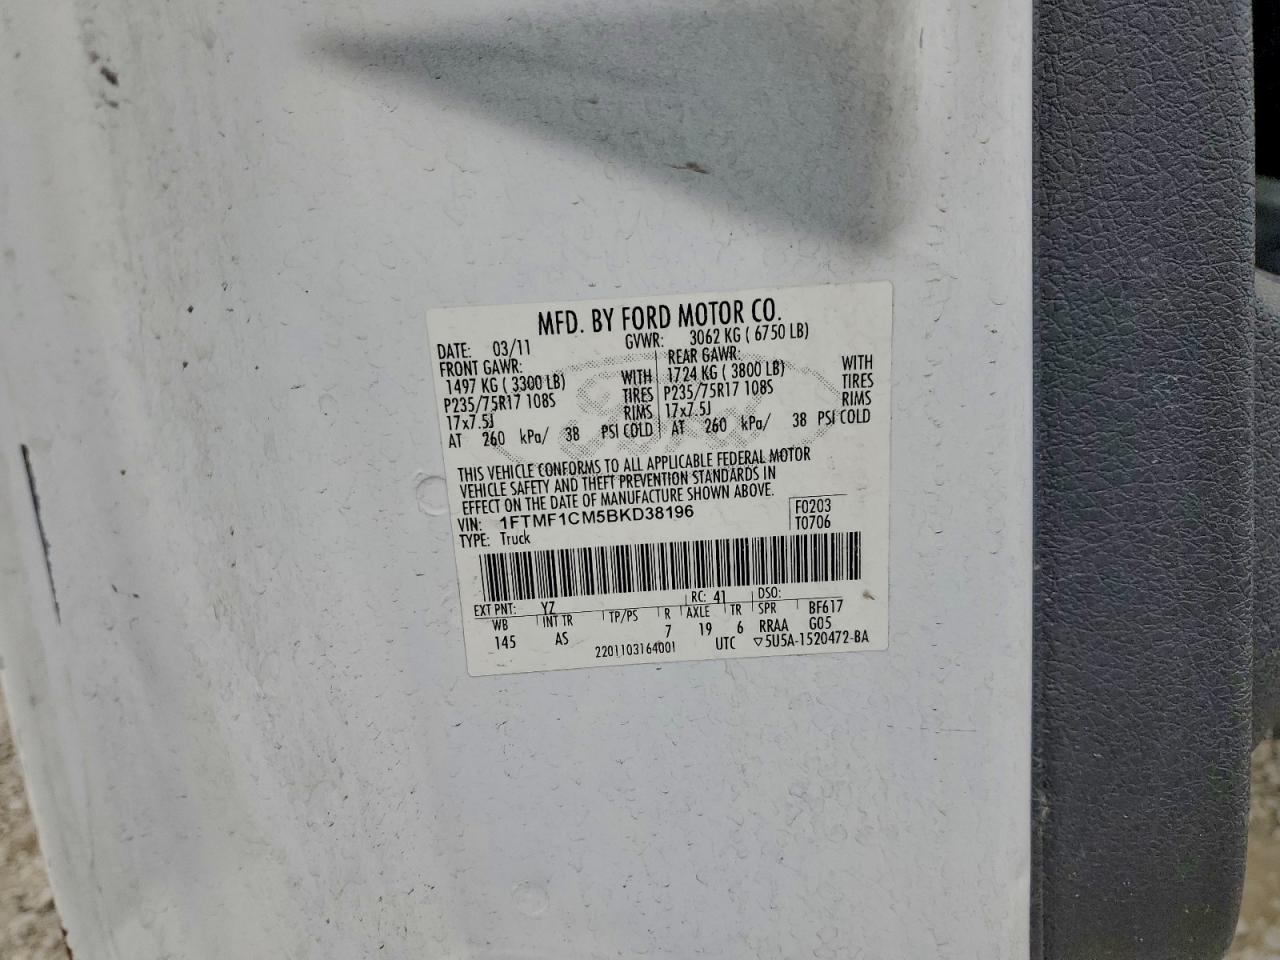 MFD. BY FORD MOTOR CO.
DATE: 03/11 GVWR: 3062 KG ( 6750 LB)
FRONT GAWR: REAR GAWR:
1497 KG ( 3300 LB) WITH 1724 KG ( 3800 LB) WITH
P235/75R17 108S TIRES P235/75R17 108S TIRES
17x7.5J RIMS 17x7.5J RIMS
AT 260 kPa/ 38 PSI COLD AT 260 kPa/ 38 PSI COLD
THIS VEHICLE CONFORMS TO ALL APPLICABLE FEDERAL MOTOR
VEHICLE SAFETY AND THEFT PREVENTION STANDARDS IN
EFFECT ON THE DATE OF MANUFACTURE SHOWN ABOVE.
VIN: 1FTMF1CM5BKD38196 F0203
TYPE: Truck T0706
EXT PNT: YZ RC: 41 DSO:
WB INT TR TP/PS R AXLE TR SPR BF617
145 AS 7 19 6 RRAA G05
2201103164001 UTC ▽5U5A-1520472-BA